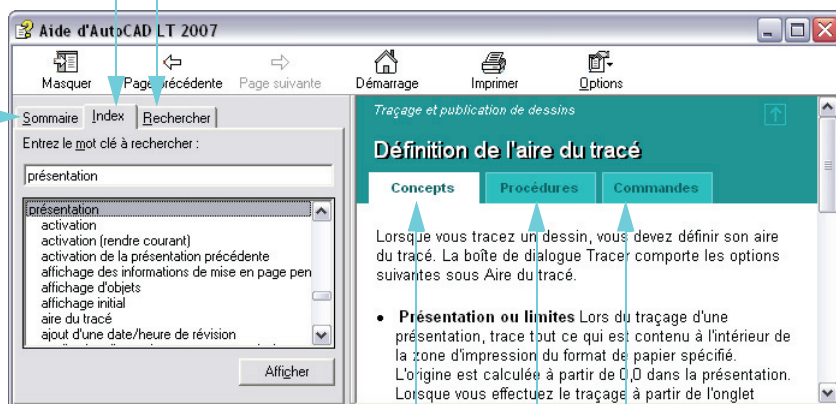 Aide d'AutoCAD LT 2007
Masquer Page précédente Page suivante Démarrage Imprimer Options
Sommaire Index Rechercher
Entrez le mot clé à rechercher :
présentation
présentation
activation
activation (rendre courant)
activation de la présentation précédente
affichage des informations de mise en page pen
affichage d'objets
affichage initial
aire du tracé
ajout d'une date/heure de révision
Afficher
Traçage et publication de dessins
Définition de l'aire du tracé
Concepts Procédures Commandes
Lorsque vous tracez un dessin, vous devez définir son aire
du tracé. La boîte de dialogue Tracer comporte les options
suivantes sous Aire du tracé.
• Présentation ou limites Lors du traçage d'une
présentation, trace tout ce qui est contenu à l'intérieur de
la zone d'impression du format de papier spécifié.
L'origine est calculée à partir de 0,0 dans la présentation.
Lorsque vous effectuez le traçage à partir de l'onglet